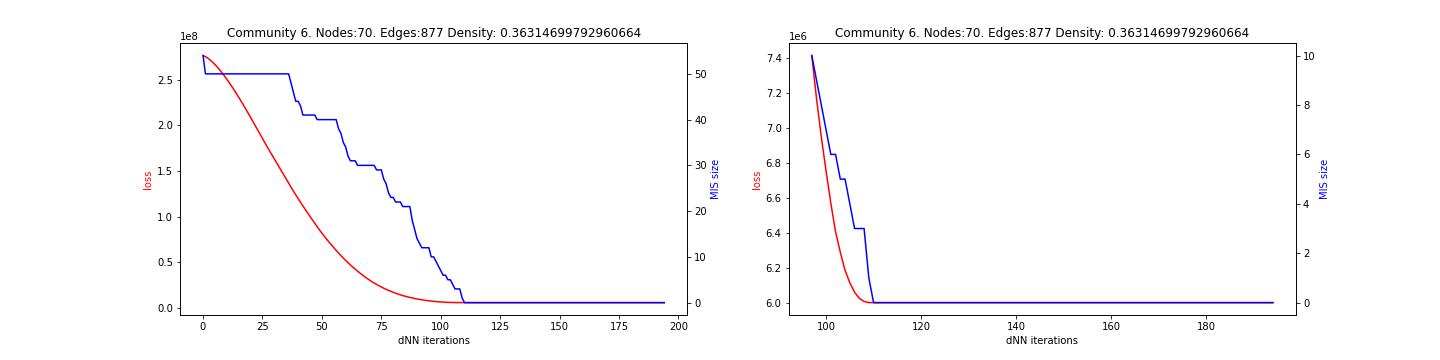 Community 6. Nodes:70. Edges:877 Density: 0.36314699792960664
1e8
2.5
2.0
1.5
1.0
0.5
0.0
loss
50
40
30
20
10
0
MIS size
0 25 50 75 100 125 150 175 200
dNN iterations
Community 6. Nodes:70. Edges:877 Density: 0.36314699792960664
1e6
7.4
7.2
7.0
6.8
6.6
6.4
6.2
6.0
loss
10
8
6
4
2
0
MIS size
100 120 140 160 180
dNN iterations